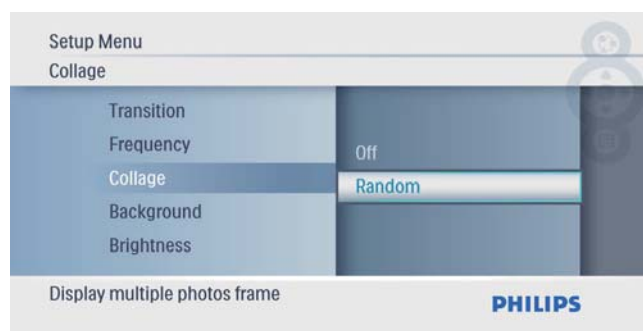 Setup Menu
Collage
Transition
Frequency
Collage
Background
Brightness
Off
Random
Display multiple photos frame
PHILIPS